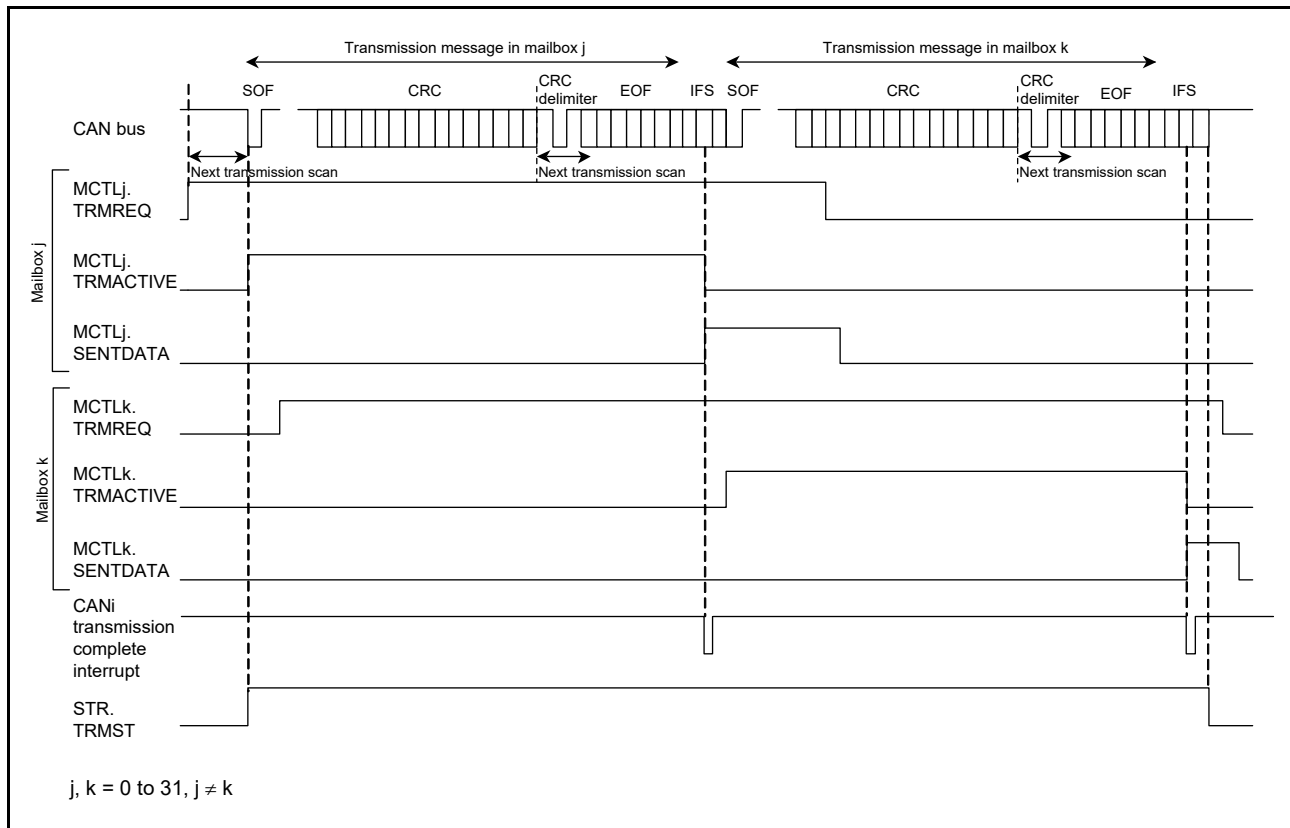 Transmission message in mailbox j
Transmission message in mailbox k
SOF
CRC
CRC
delimiter
EOF
IFS
SOF
CRC
CRC
delimiter
EOF
IFS
CAN bus
Next transmission scan
Next transmission scan
Next transmission scan
Mailbox j
MCTLj.
TRMREQ
MCTLj.
TRMACTIVE
MCTLj.
SENTDATA
Mailbox k
MCTLk.
TRMREQ
MCTLk.
TRMACTIVE
MCTLk.
SENTDATA
CANi
transmission
complete
interrupt
STR.
TRMST
j, k = 0 to 31, j ≠ k